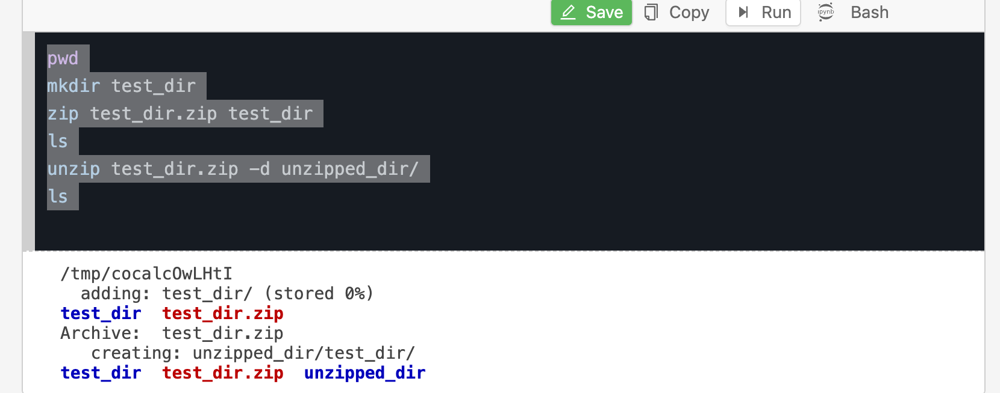 Save Copy Run ipynb Bash
pwd
mkdir test_dir
zip test_dir.zip test_dir
ls
unzip test_dir.zip -d unzipped_dir/
ls
/tmp/cocalcOwLHtI
  adding: test_dir/ (stored 0%)
test_dir  test_dir.zip
Archive:  test_dir.zip
   creating: unzipped_dir/test_dir/
test_dir  test_dir.zip  unzipped_dir